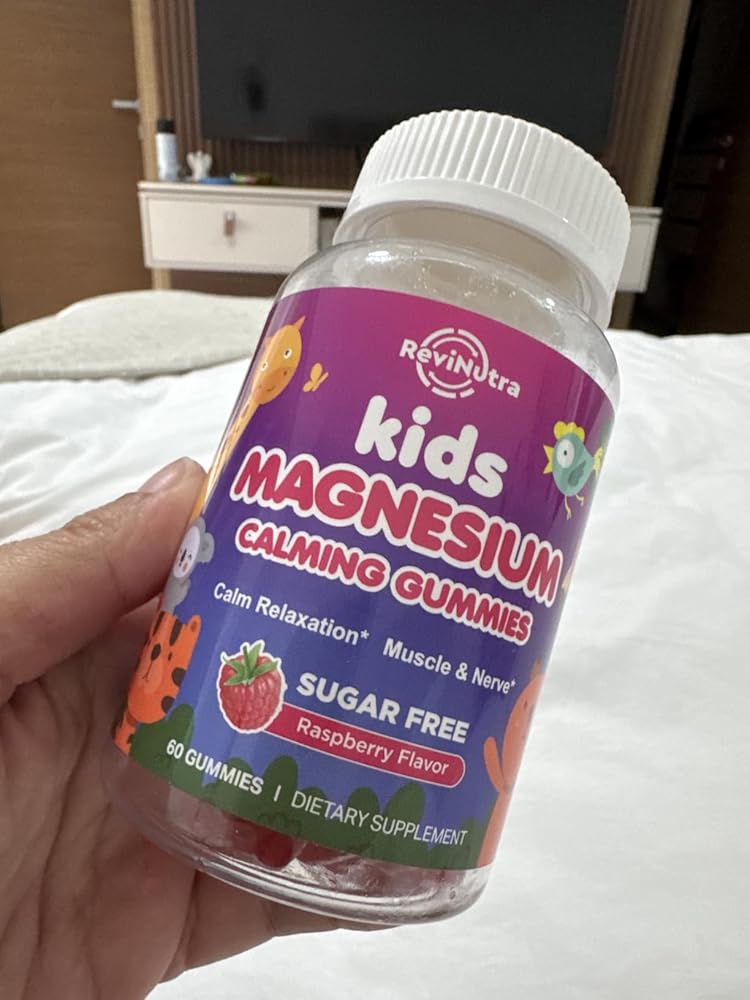 ReviNutra
kids
MAGNESIUM
CALMING GUMMIES
Calm Relaxation* Muscle & Nerve*
SUGAR FREE
Raspberry Flavor
60 GUMMIES | DIETARY SUPPLEMENT